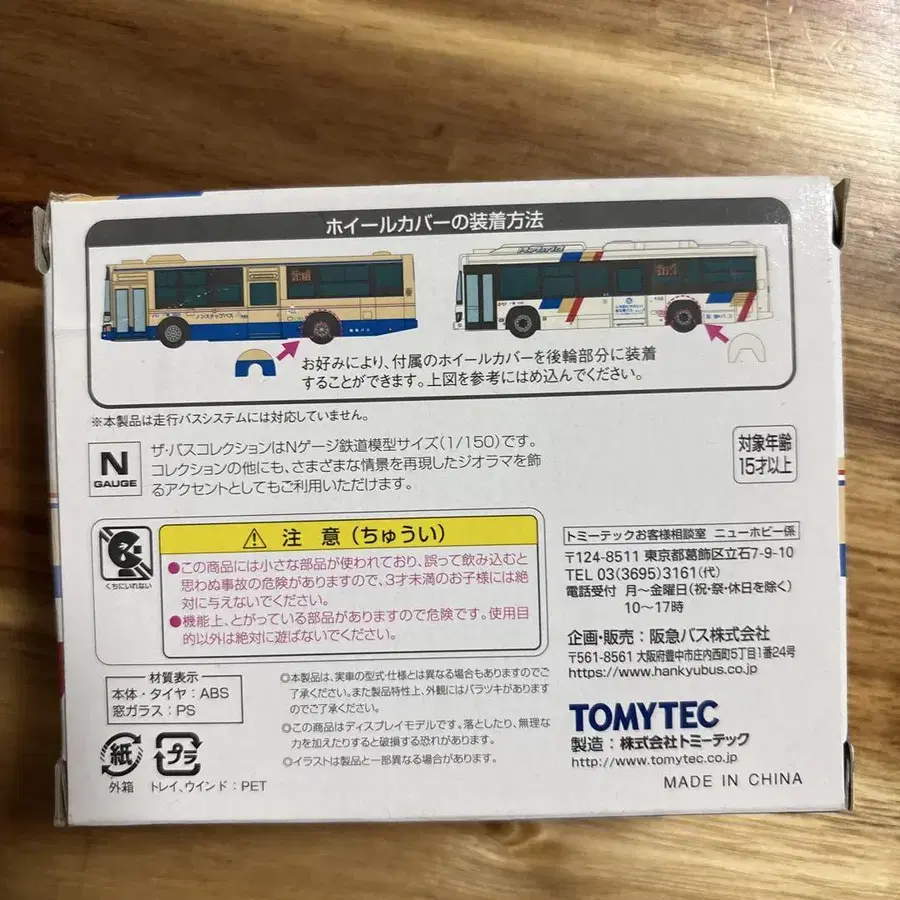 ホイールカバーの装着方法
ノンステップバス
お好みにより、付属のホイールカバーを後輪部分に装着
することができます。上図を参考にはめ込んでください。
※本製品は走行バスシステムには対応していません。
N
GAUGE
ザ・バスコレクションはNゲージ鉄道模型サイズ(1/150)です。
コレクションの他にも、さまざまな情景を再現したジオラマを飾
るアクセントとしてもご利用いただけます。
対象年齢
15才以上
くちにいれない
注 意(ちゅうい)
●この商品には小さな部品が使われており、誤って飲み込むと
思わぬ事故の危険がありますので、3才未満のお子様には絶
対に与えないでください。
●機能上、とがっている部品がありますので危険です。使用目
的以外は絶対に遊ばないでください。
トミーテックお客様相談室 ニューホビー係
〒124-8511 東京都葛飾区立石7-9-10
TEL 03(3695)3161(代)
電話受付 月〜金曜日(祝・祭・休日を除く)
10〜17時
企画・販売：阪急バス株式会社
〒561-8561 大阪府豊中市庄内西町5丁目1番24号
https://www.hankyubus.co.jp
材質表示
本体・タイヤ：ABS
窓ガラス：PS
紙
外箱
プラ
トレイ、ウインド：PET
◎本製品は、実車の型式・仕様とは異なる場合もありますのでご
了承ください。また製品特性上、外観にはバラツキがあります
のでご了承ください。
◎この商品はディスプレイモデルです。落としたり、無理な
力を加えたりすると破損する恐れがあります。
◎イラストは製品と一部異なる場合があります。
TOMYTEC
製造：株式会社トミーテック
http://www.tomytec.co.jp
MADE IN CHINA